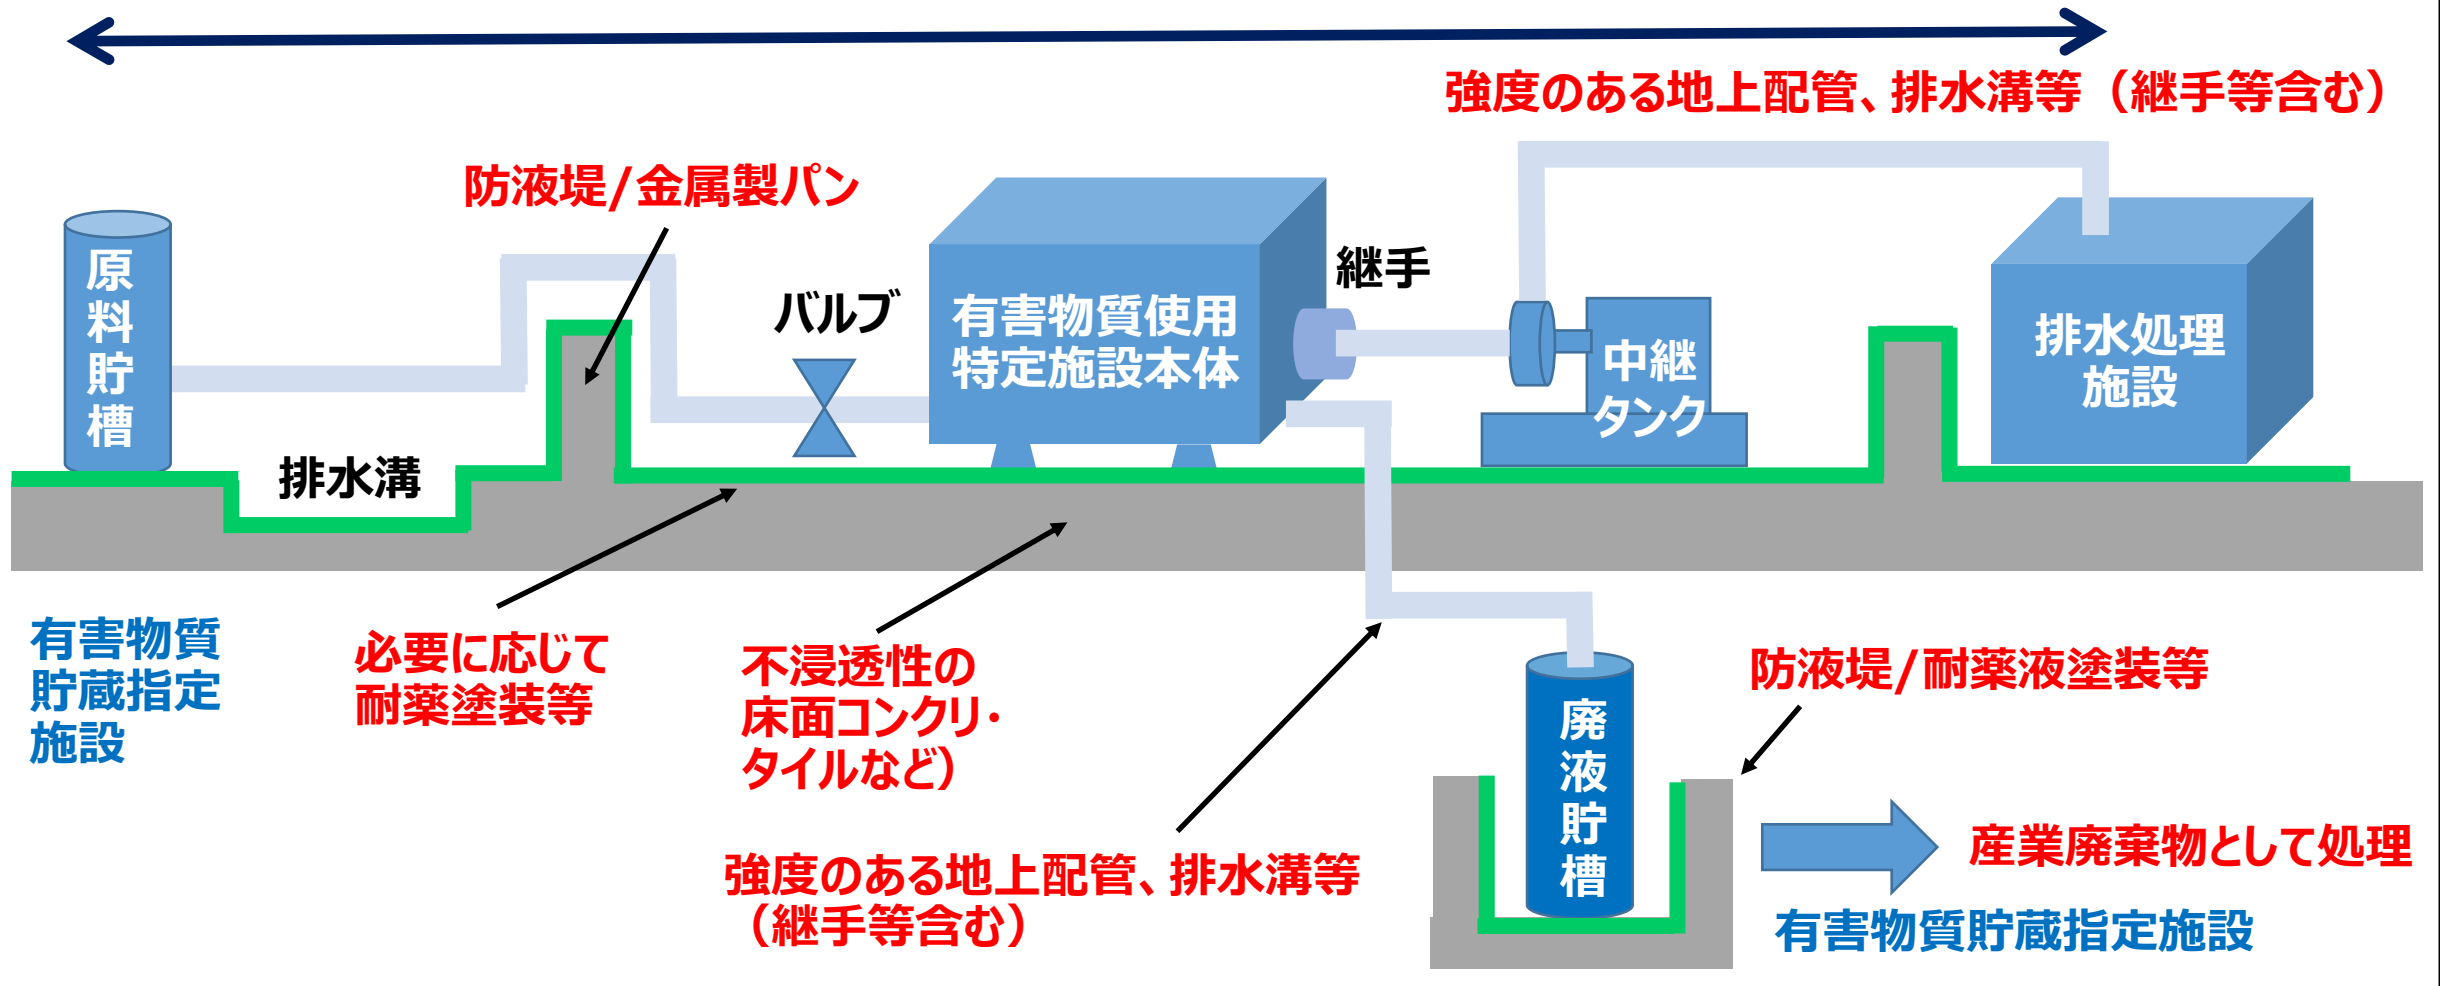 強度のある地上配管、排水溝等（継手等含む）
防液堤/金属製パン
継手
バルブ
原料貯槽
有害物質使用
特定施設本体
中継
タンク
排水処理
施設
排水溝
有害物質
貯蔵指定
施設
必要に応じて
耐薬塗装等
不浸透性の
床面コンクリ・
タイルなど）
防液堤/耐薬液塗装等
廃液貯槽
強度のある地上配管、排水溝等
（継手等含む）
産業廃棄物として処理
有害物質貯蔵指定施設